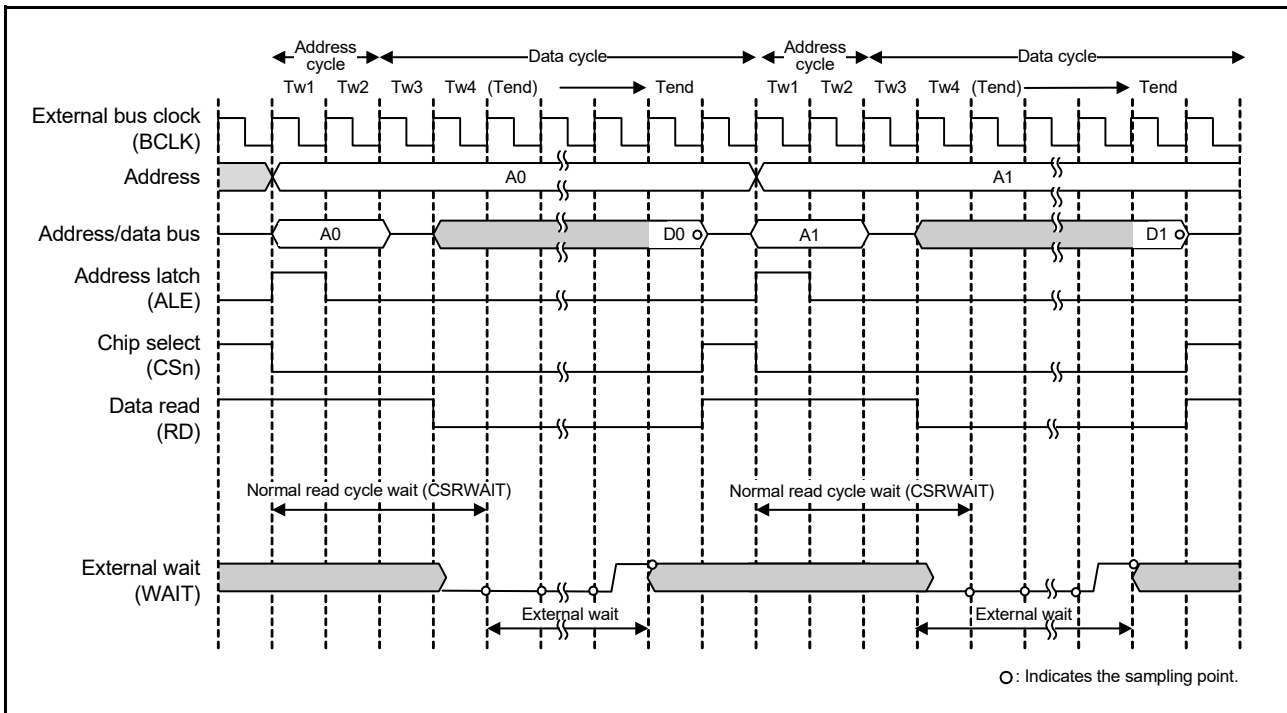 Address cycle
Data cycle
Address cycle
Data cycle
Tw1 Tw2 Tw3 Tw4 (Tend) Tend Tw1 Tw2 Tw3 Tw4 (Tend) Tend
External bus clock
(BCLK)
Address
A0
A1
Address/data bus
A0
D0
A1
D1
Address latch
(ALE)
Chip select
(CSn)
Data read
(RD)
Normal read cycle wait (CSRWAIT)
Normal read cycle wait (CSRWAIT)
External wait
(WAIT)
External wait
External wait
: Indicates the sampling point.